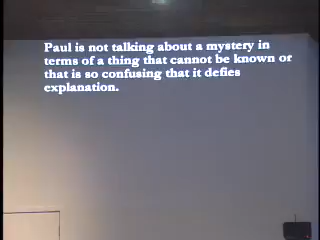 Paul is not talking about a mystery in
terms of a thing that cannot be known or
that is so confusing that it defies
explanation.